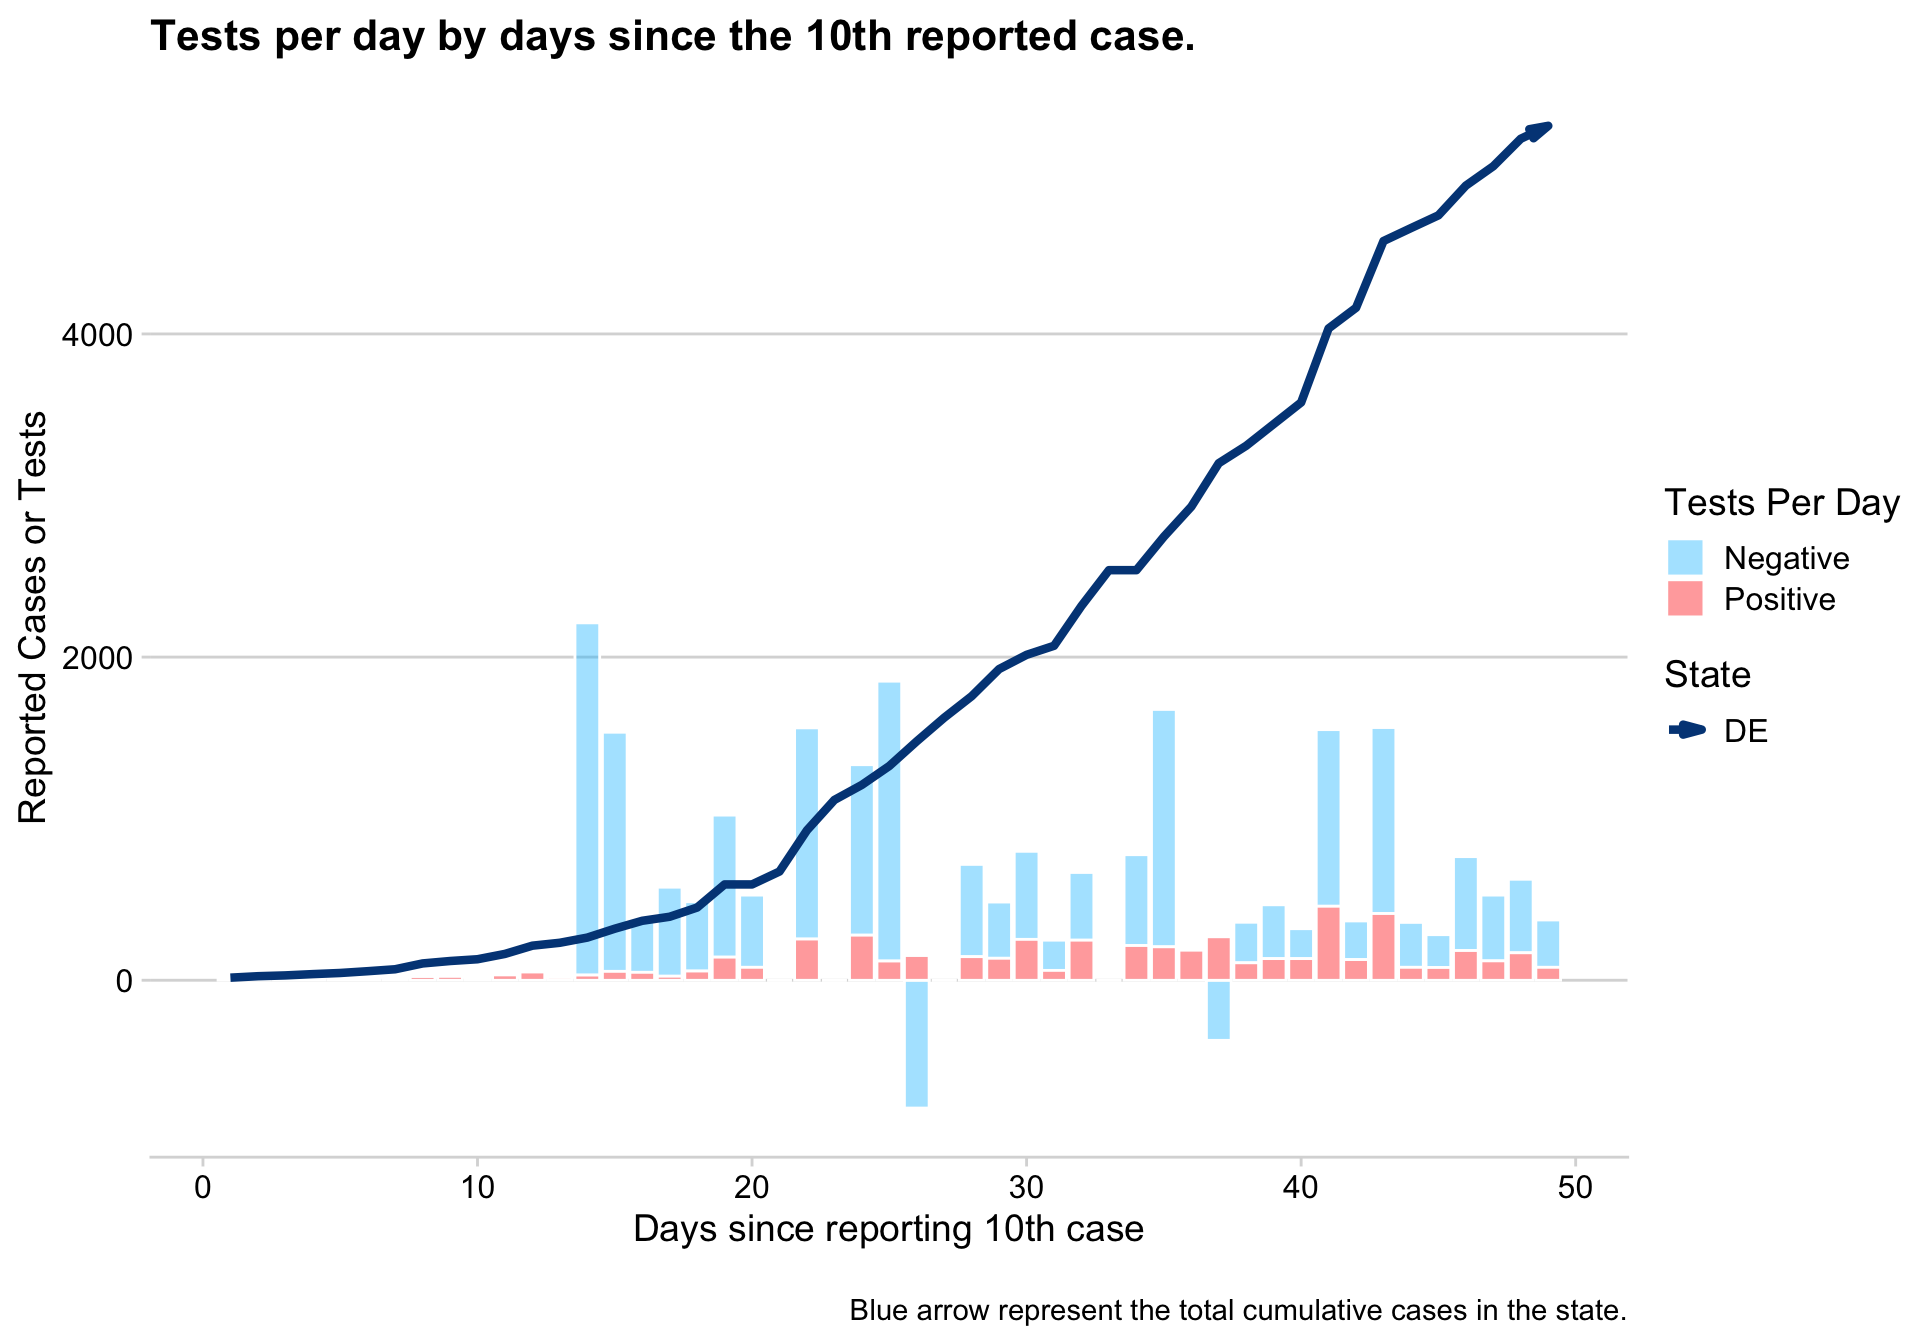 Tests per day by days since the 10th reported case.
Reported Cases or Tests
4000
2000
0
0
10
20
30
40
50
Days since reporting 10th case
Tests Per Day
Negative
Positive
State
DE
Blue arrow represent the total cumulative cases in the state.